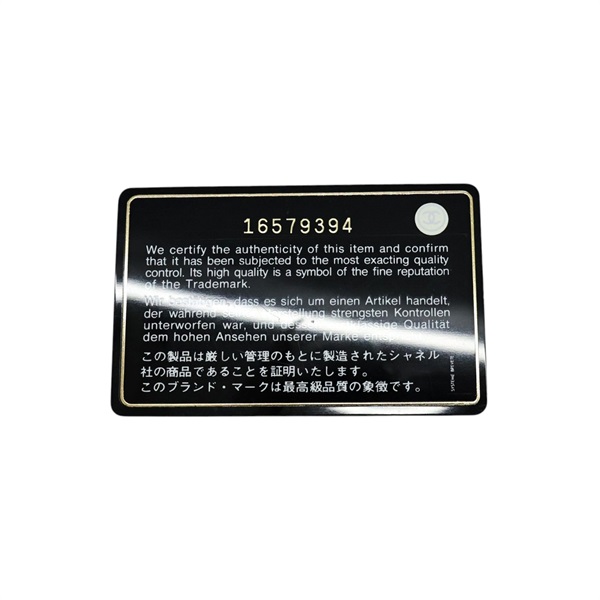 16579394
We certify the authenticity of this item and confirm
that it has been subjected to the most exacting quality
control. Its high quality is a symbol of the fine reputation
of the Trademark.
dass es sich um einen Artikel handelt,
der während strengsten Kontrollen
unterworfen war, und Qualität
dem hohen Ansehen unserer Marke
この製品は厳しい管理のもとに製造されたシャネル
社の商品であることを証明いたします。
このブランド・マークは最高級品質の象徴です。